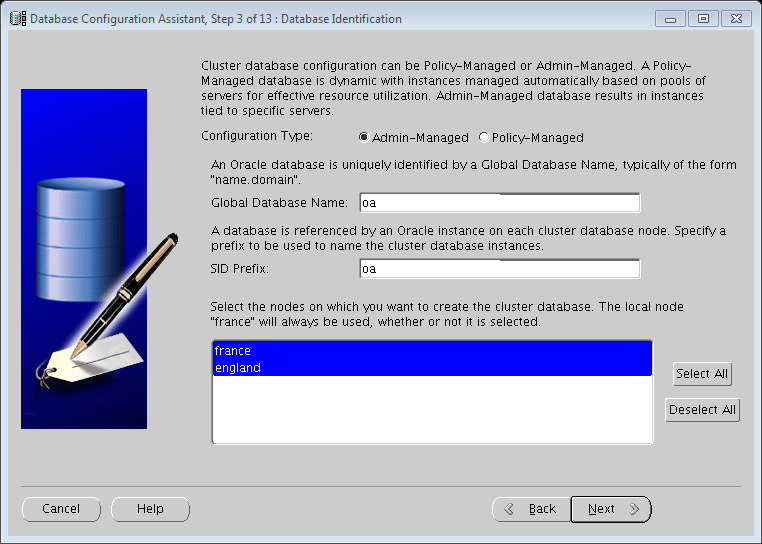 Database Configuration Assistant, Step 3 of 13 : Database Identification
Cluster database configuration can be Policy-Managed or Admin-Managed. A Policy-
Managed database is dynamic with instances managed automatically based on pools of
servers for effective resource utilization. Admin-Managed database results in instances
tied to specific servers.
Configuration Type: Admin-Managed Policy-Managed
An Oracle database is uniquely identified by a Global Database Name, typically of the form
"name.domain".
Global Database Name: oa
A database is referenced by an Oracle instance on each cluster database node. Specify a
prefix to be used to name the cluster database instances.
SID Prefix: oa
Select the nodes on which you want to create the cluster database. The local node
"france" will always be used, whether or not it is selected.
france
england
Select All
Deselect All
Cancel Help Back Next